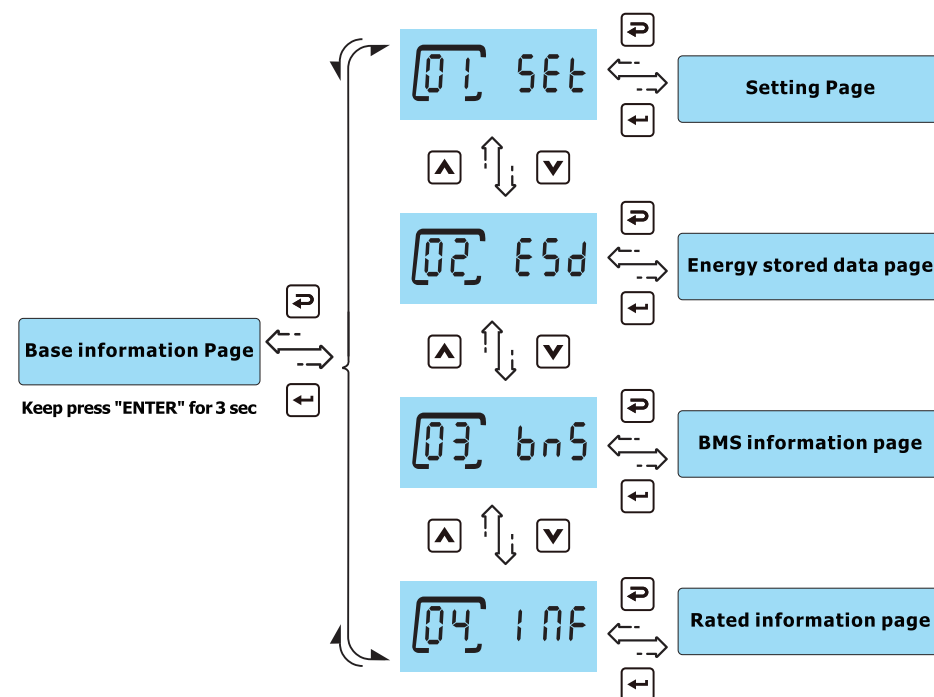 01 SEt
Setting Page
02 ESd
Energy stored data page
Base information Page
Keep press "ENTER" for 3 sec
03 bnS
BMS information page
04 INF
Rated information page